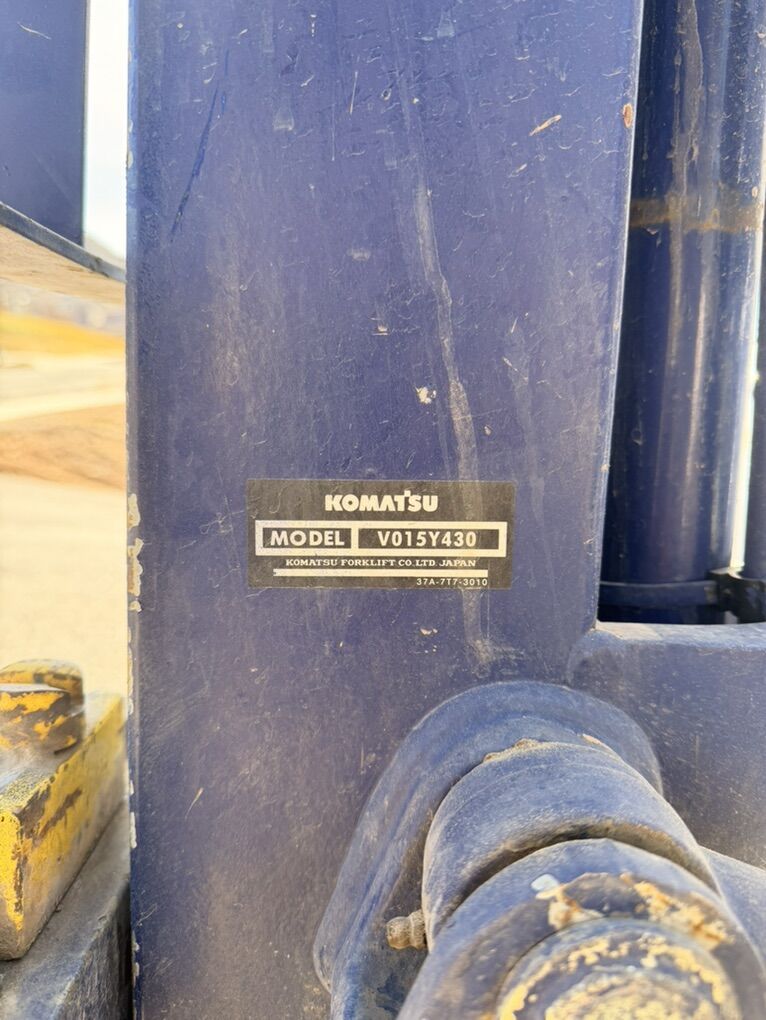 KOMATSU
MODEL V015Y430
KOMATSU FORKLIFT CO. LTD. JAPAN
37A-7T7-3010